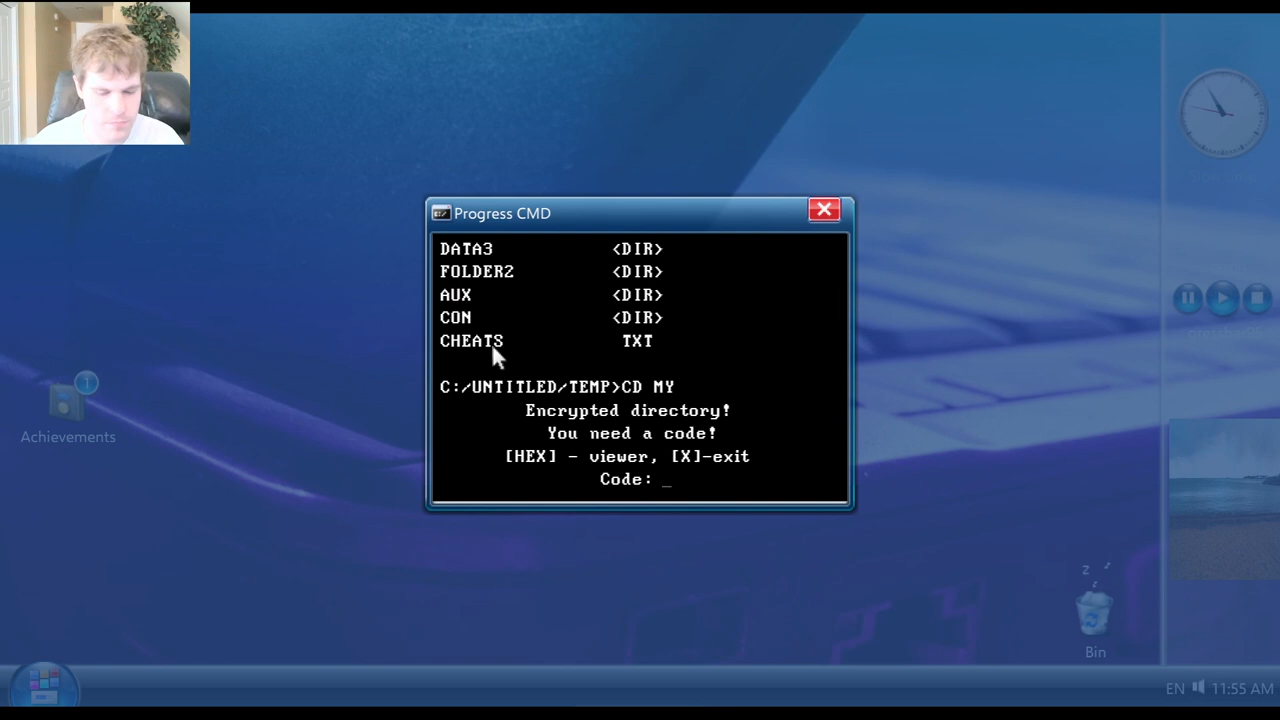 Progress CMD
DATA3 <DIR>
FOLDER2 <DIR>
AUX <DIR>
CON <DIR>
CHEATS TXT
C:/UNTITLED/TEMP>CD MY
Encrypted directory!
You need a code!
[HEX] - viewer, [X]-exit
Code: _
1
Achievements
z
Bin
EN 11:55 AM